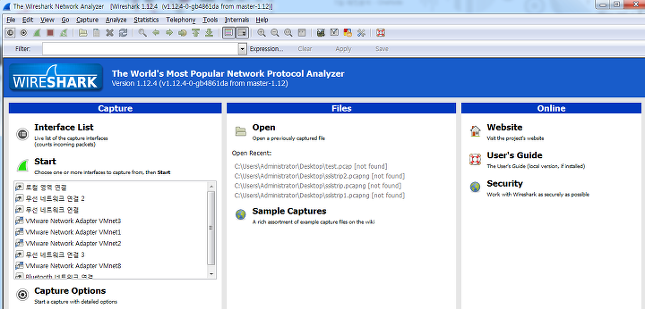 The Wireshark Network Analyzer [Wireshark 1.12.4 (v1.12.4-0-gb4861da from master-1.12)]
File Edit View Go Capture Analyze Statistics Telephony Tools Internals Help
Filter: Expression... Clear Apply Save
WIRESHARK
The World's Most Popular Network Protocol Analyzer
Version 1.12.4 (v1.12.4-0-gb4861da from master-1.12)
Capture
Interface List
Live list of the capture interfaces
(counts incoming packets)
Start
Choose one or more interfaces to capture from, then Start
로컬 영역 연결
무선 네트워크 연결 2
무선 네트워크 연결
VMware Network Adapter VMnet3
VMware Network Adapter VMnet1
VMware Network Adapter VMnet2
무선 네트워크 연결 3
VMware Network Adapter VMnet8
Bluetooth 네트워크 연결
Capture Options
Start a capture with detailed options
Files
Open
Open a previously captured file
Open Recent:
C:\Users\Administrator\Desktop\test.pcap [not found]
C:\Users\Administrator\Desktop\sslstrip2.pcapng [not found]
C:\Users\Administrator\Desktop\sslstrip.pcapng [not found]
C:\Users\Administrator\Desktop\sslstrip1.pcapng [not found]
Sample Captures
A rich assortment of example capture files on the wiki
Online
Website
Visit the project's website
User's Guide
The User's Guide (local version, if installed)
Security
Work with Wireshark as securely as possible